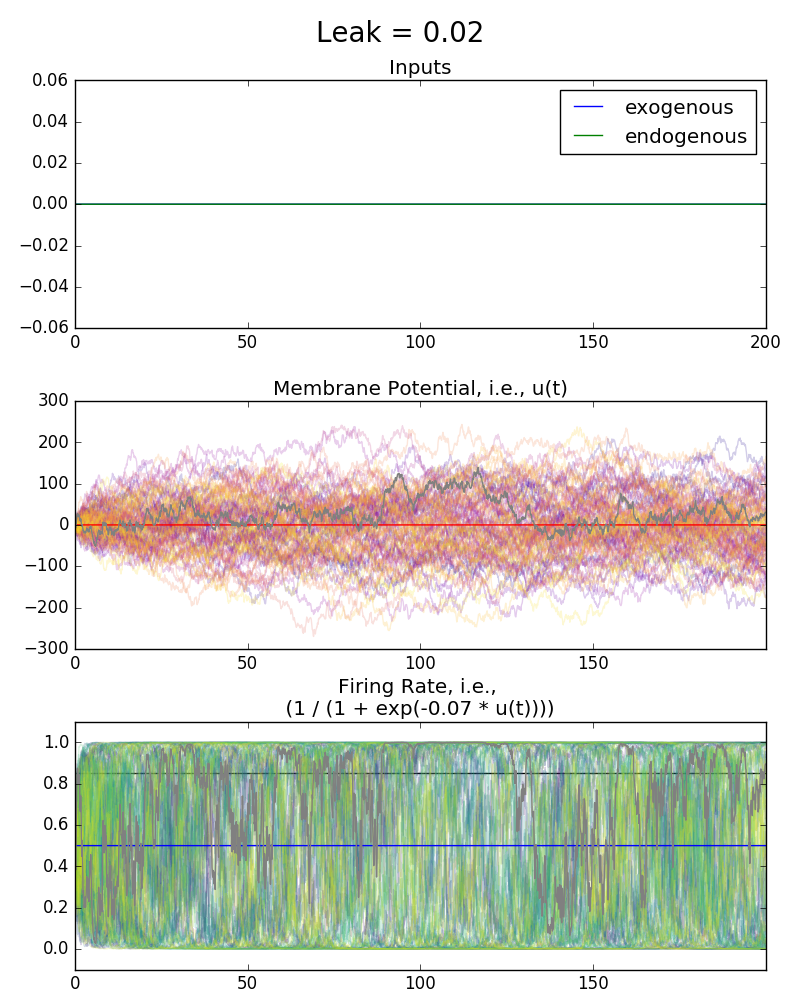 Leak = 0.02
Inputs
0.06
0.04
0.02
0.00
−0.02
−0.04
−0.06
exogenous
endogenous
0 50 100 150 200
Membrane Potential, i.e., u(t)
300
200
100
0
−100
−200
−300
0 50 100 150
Firing Rate, i.e.,
(1 / (1 + exp(-0.07 * u(t))))
1.0
0.8
0.6
0.4
0.2
0.0
0 50 100 150